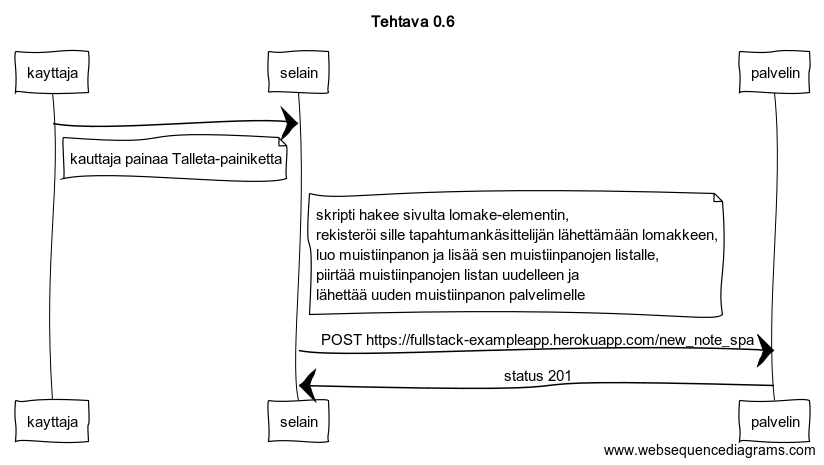 Tehtava 0.6
kayttaja
selain
palvelin
kauttaja painaa Talleta-painiketta
skripti hakee sivulta lomake-elementin,
rekisteröi sille tapahtumankäsittelijän lähettämään lomakkeen,
luo muistiinpanon ja lisää sen muistiinpanojen listalle,
piirtää muistiinpanojen listan uudelleen ja
lähettää uuden muistiinpanon palvelimelle
POST https://fullstack-exampleapp.herokuapp.com/new_note_spa
status 201
kayttaja
selain
palvelin
www.websequencediagrams.com